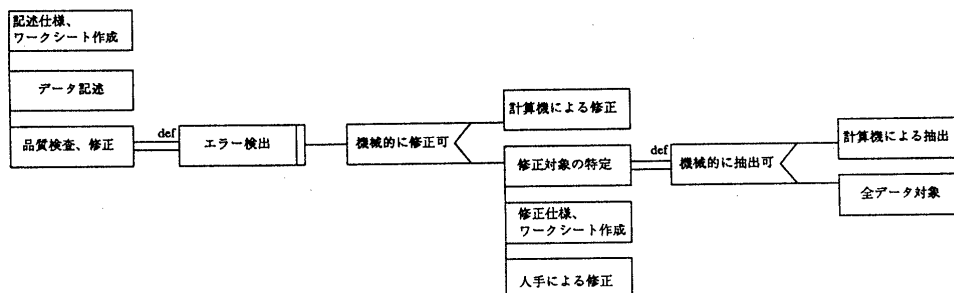 記述仕様、
ワークシート作成
データ記述
品質検査、修正
def
エラー検出
機械的に修正可
計算機による修正
修正対象の特定
def
機械的に抽出可
計算機による抽出
全データ対象
修正仕様、
ワークシート作成
人手による修正